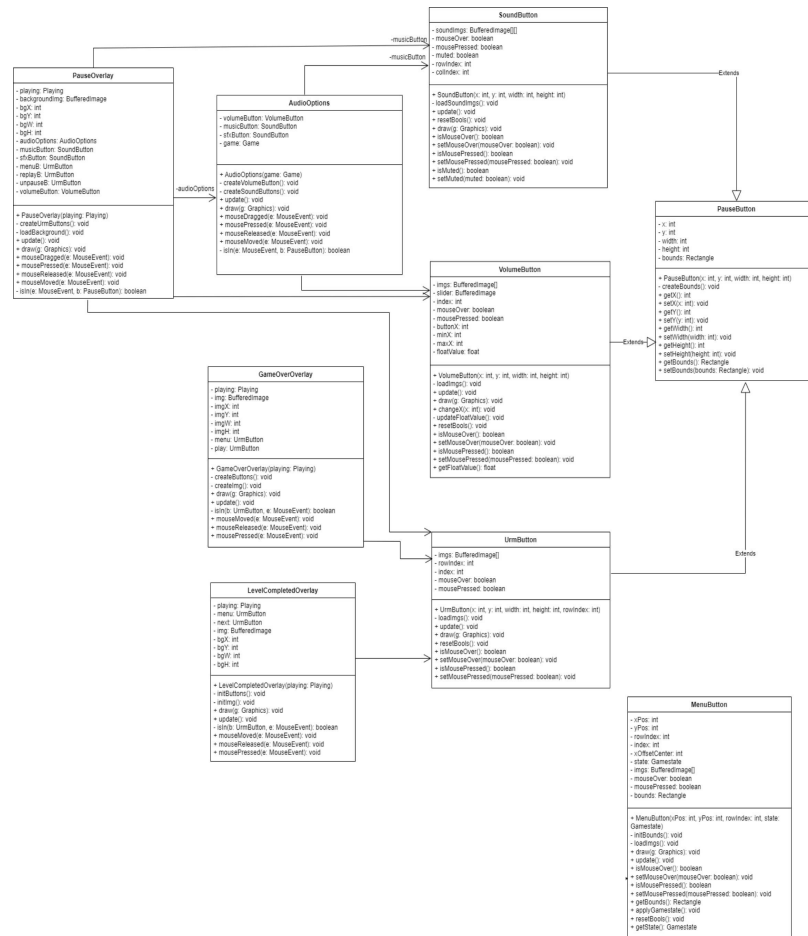 SoundButton
- soundImgs: BufferedImage[][]
- mouseOver: boolean
- mousePressed: boolean
- muted: boolean
- rowIndex: int
- colIndex: int
+ SoundButton(x: int, y: int, width: int, height: int)
- loadSoundImgs(): void
+ update(): void
+ resetBools(): void
+ draw(g: Graphics): void
+ isMouseOver(): boolean
+ setMouseOver(mouseOver: boolean): void
+ isMousePressed(): boolean
+ setMousePressed(mousePressed: boolean): void
+ isMuted(): boolean
+ setMuted(muted: boolean): void
-musicButton
-musicButton
Extends
PauseOverlay
- playing: Playing
- backgroundImg: BufferedImage
- bgX: int
- bgY: int
- bgW: int
- bgH: int
- audioOptions: AudioOptions
- musicButton: SoundButton
- sfxButton: SoundButton
- menuB: UrmButton
- replayB: UrmButton
- unpauseB: UrmButton
- volumeButton: VolumeButton
+ PauseOverlay(playing: Playing)
- createUrmButtons(): void
- loadBackground(): void
+ update(): void
+ draw(g: Graphics): void
+ mouseDragged(e: MouseEvent): void
+ mousePressed(e: MouseEvent): void
+ mouseReleased(e: MouseEvent): void
+ mouseMoved(e: MouseEvent): void
- isIn(e: MouseEvent, b: PauseButton): boolean
-audioOptions
AudioOptions
- volumeButton: VolumeButton
- musicButton: SoundButton
- sfxButton: SoundButton
- game: Game
+ AudioOptions(game: Game)
- createVolumeButton(): void
- createSoundButtons(): void
+ update(): void
+ draw(g: Graphics): void
+ mouseDragged(e: MouseEvent): void
+ mousePressed(e: MouseEvent): void
+ mouseReleased(e: MouseEvent): void
+ mouseMoved(e: MouseEvent): void
- isIn(e: MouseEvent, b: PauseButton): boolean
PauseButton
- x: int
- y: int
- width: int
- height: int
- bounds: Rectangle
+ PauseButton(x: int, y: int, width: int, height: int)
- createBounds(): void
+ getX(): int
+ setX(x: int): void
+ getY(): int
+ setY(y: int): void
+ getWidth(): int
+ setWidth(width: int): void
+ getHeight(): int
+ setHeight(height: int): void
+ getBounds(): Rectangle
+ setBounds(bounds: Rectangle): void
VolumeButton
- imgs: BufferedImage[]
- slider: BufferedImage
- index: int
- mouseOver: boolean
- mousePressed: boolean
- buttonX: int
- minX: int
- maxX: int
- floatValue: float
+ VolumeButton(x: int, y: int, width: int, height: int)
- loadImgs(): void
+ update(): void
+ draw(g: Graphics): void
+ changeX(x: int): void
- updateFloatValue(): void
+ resetBools(): void
+ isMouseOver(): boolean
+ setMouseOver(mouseOver: boolean): void
+ isMousePressed(): boolean
+ setMousePressed(mousePressed: boolean): void
+ getFloatValue(): float
Extends
GameOverOverlay
- playing: Playing
- img: BufferedImage
- imgX: int
- imgY: int
- imgW: int
- imgH: int
- menu: UrmButton
- play: UrmButton
+ GameOverOverlay(playing: Playing)
- createButtons(): void
- createImg(): void
+ draw(g: Graphics): void
+ update(): void
- isIn(b: UrmButton, e: MouseEvent): boolean
+ mouseMoved(e: MouseEvent): void
+ mouseReleased(e: MouseEvent): void
+ mousePressed(e: MouseEvent): void
UrmButton
- imgs: BufferedImage[]
- rowIndex: int
- index: int
- mouseOver: boolean
- mousePressed: boolean
+ UrmButton(x: int, y: int, width: int, height: int, rowIndex: int)
- loadImgs(): void
+ update(): void
+ draw(g: Graphics): void
+ resetBools(): void
+ isMouseOver(): boolean
+ setMouseOver(mouseOver: boolean): void
+ isMousePressed(): boolean
+ setMousePressed(mousePressed: boolean): void
Extends
LevelCompletedOverlay
- playing: Playing
- menu: UrmButton
- next: UrmButton
- img: BufferedImage
- bgX: int
- bgY: int
- bgW: int
- bgH: int
+ LevelCompletedOverlay(playing: Playing)
- initButtons(): void
- initImg(): void
+ draw(g: Graphics): void
+ update(): void
- isIn(b: UrmButton, e: MouseEvent): boolean
+ mouseMoved(e: MouseEvent): void
+ mouseReleased(e: MouseEvent): void
+ mousePressed(e: MouseEvent): void
MenuButton
- xPos: int
- yPos: int
- rowIndex: int
- index: int
- xOffsetCenter: int
- state: Gamestate
- imgs: BufferedImage[]
- mouseOver: boolean
- mousePressed: boolean
- bounds: Rectangle
+ MenuButton(xPos: int, yPos: int, rowIndex: int, state:
Gamestate)
- initBounds(): void
- loadImgs(): void
+ draw(g: Graphics): void
+ update(): void
+ isMouseOver(): boolean
+ setMouseOver(mouseOver: boolean): void
+ isMousePressed(): boolean
+ setMousePressed(mousePressed: boolean): void
+ getBounds(): Rectangle
+ applyGamestate(): void
+ resetBools(): void
+ getState(): Gamestate